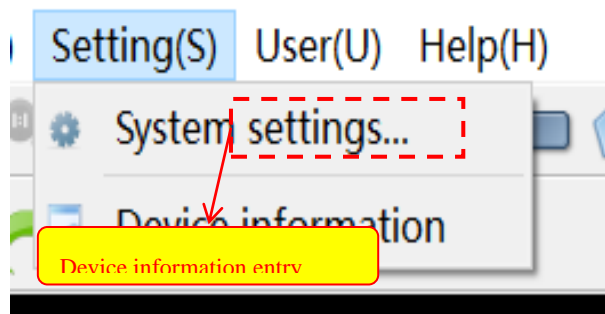 Setting(S) User(U) Help(H)
System settings...
Device information
Device information entry